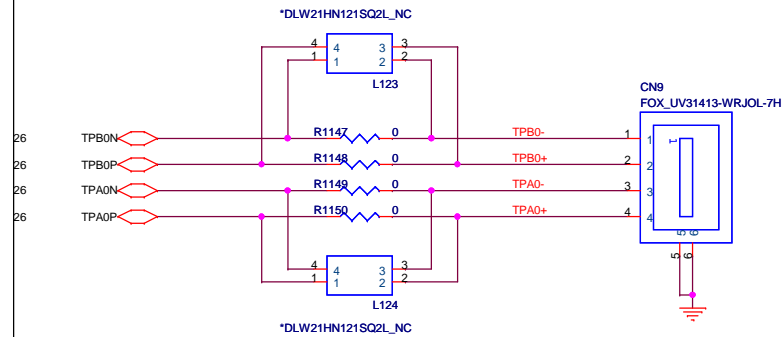 *DLW21HN121SQ2L_NC
4 4 3 3
1 1 2 2
L123
CN9
FOX_UV31413-WRJOL-7H
26 TPB0N R1147 0 TPB0- 1 1 1
26 TPB0P R1148 0 TPB0+ 2 2
26 TPA0N R1149 0 TPA0- 3 3
26 TPA0P R1150 0 TPA0+ 4 4
5 6
5 6
4 4 3 3
1 1 2 2
L124
*DLW21HN121SQ2L_NC